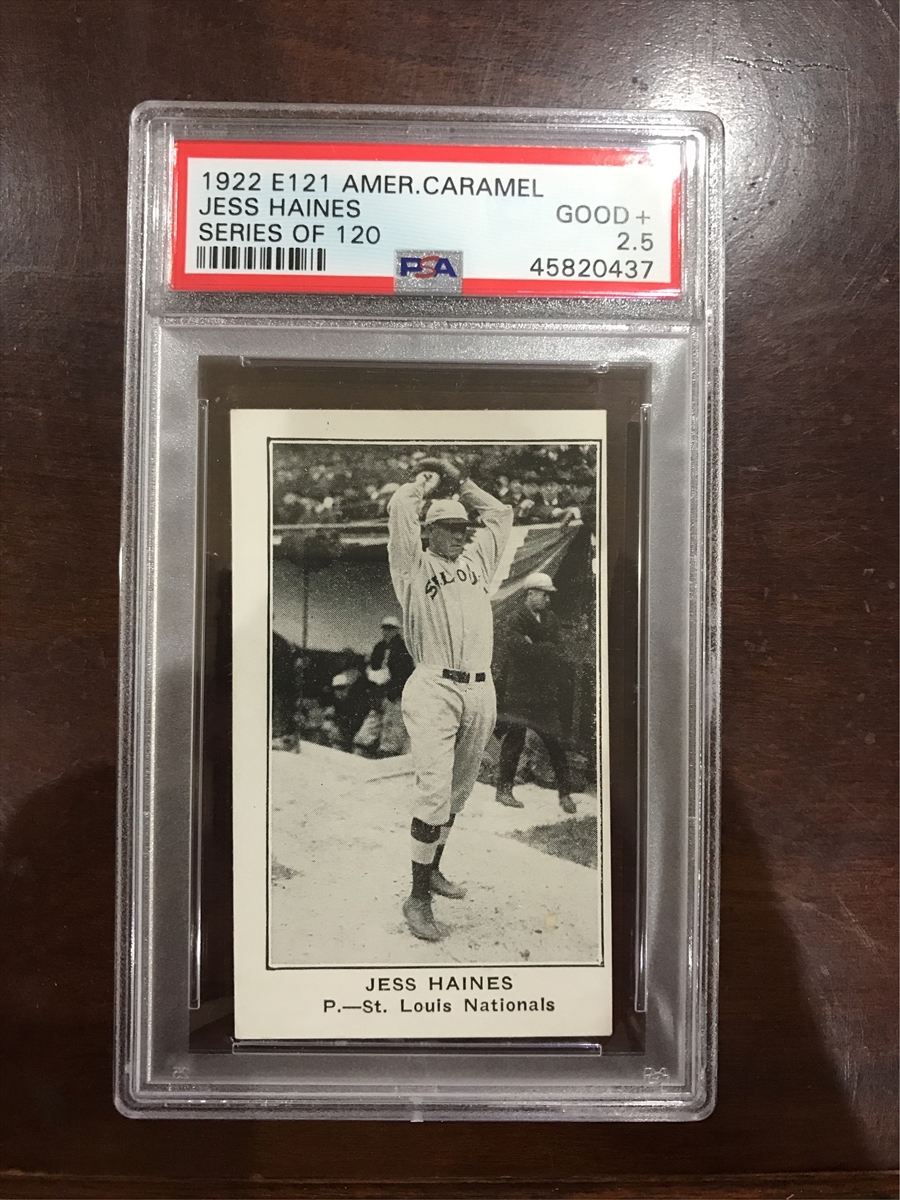 1922 E121 AMER.CARAMEL
JESS HAINES
GOOD +
SERIES OF 120
2.5
PSA
45820437
JESS HAINES
P.—St. Louis Nationals